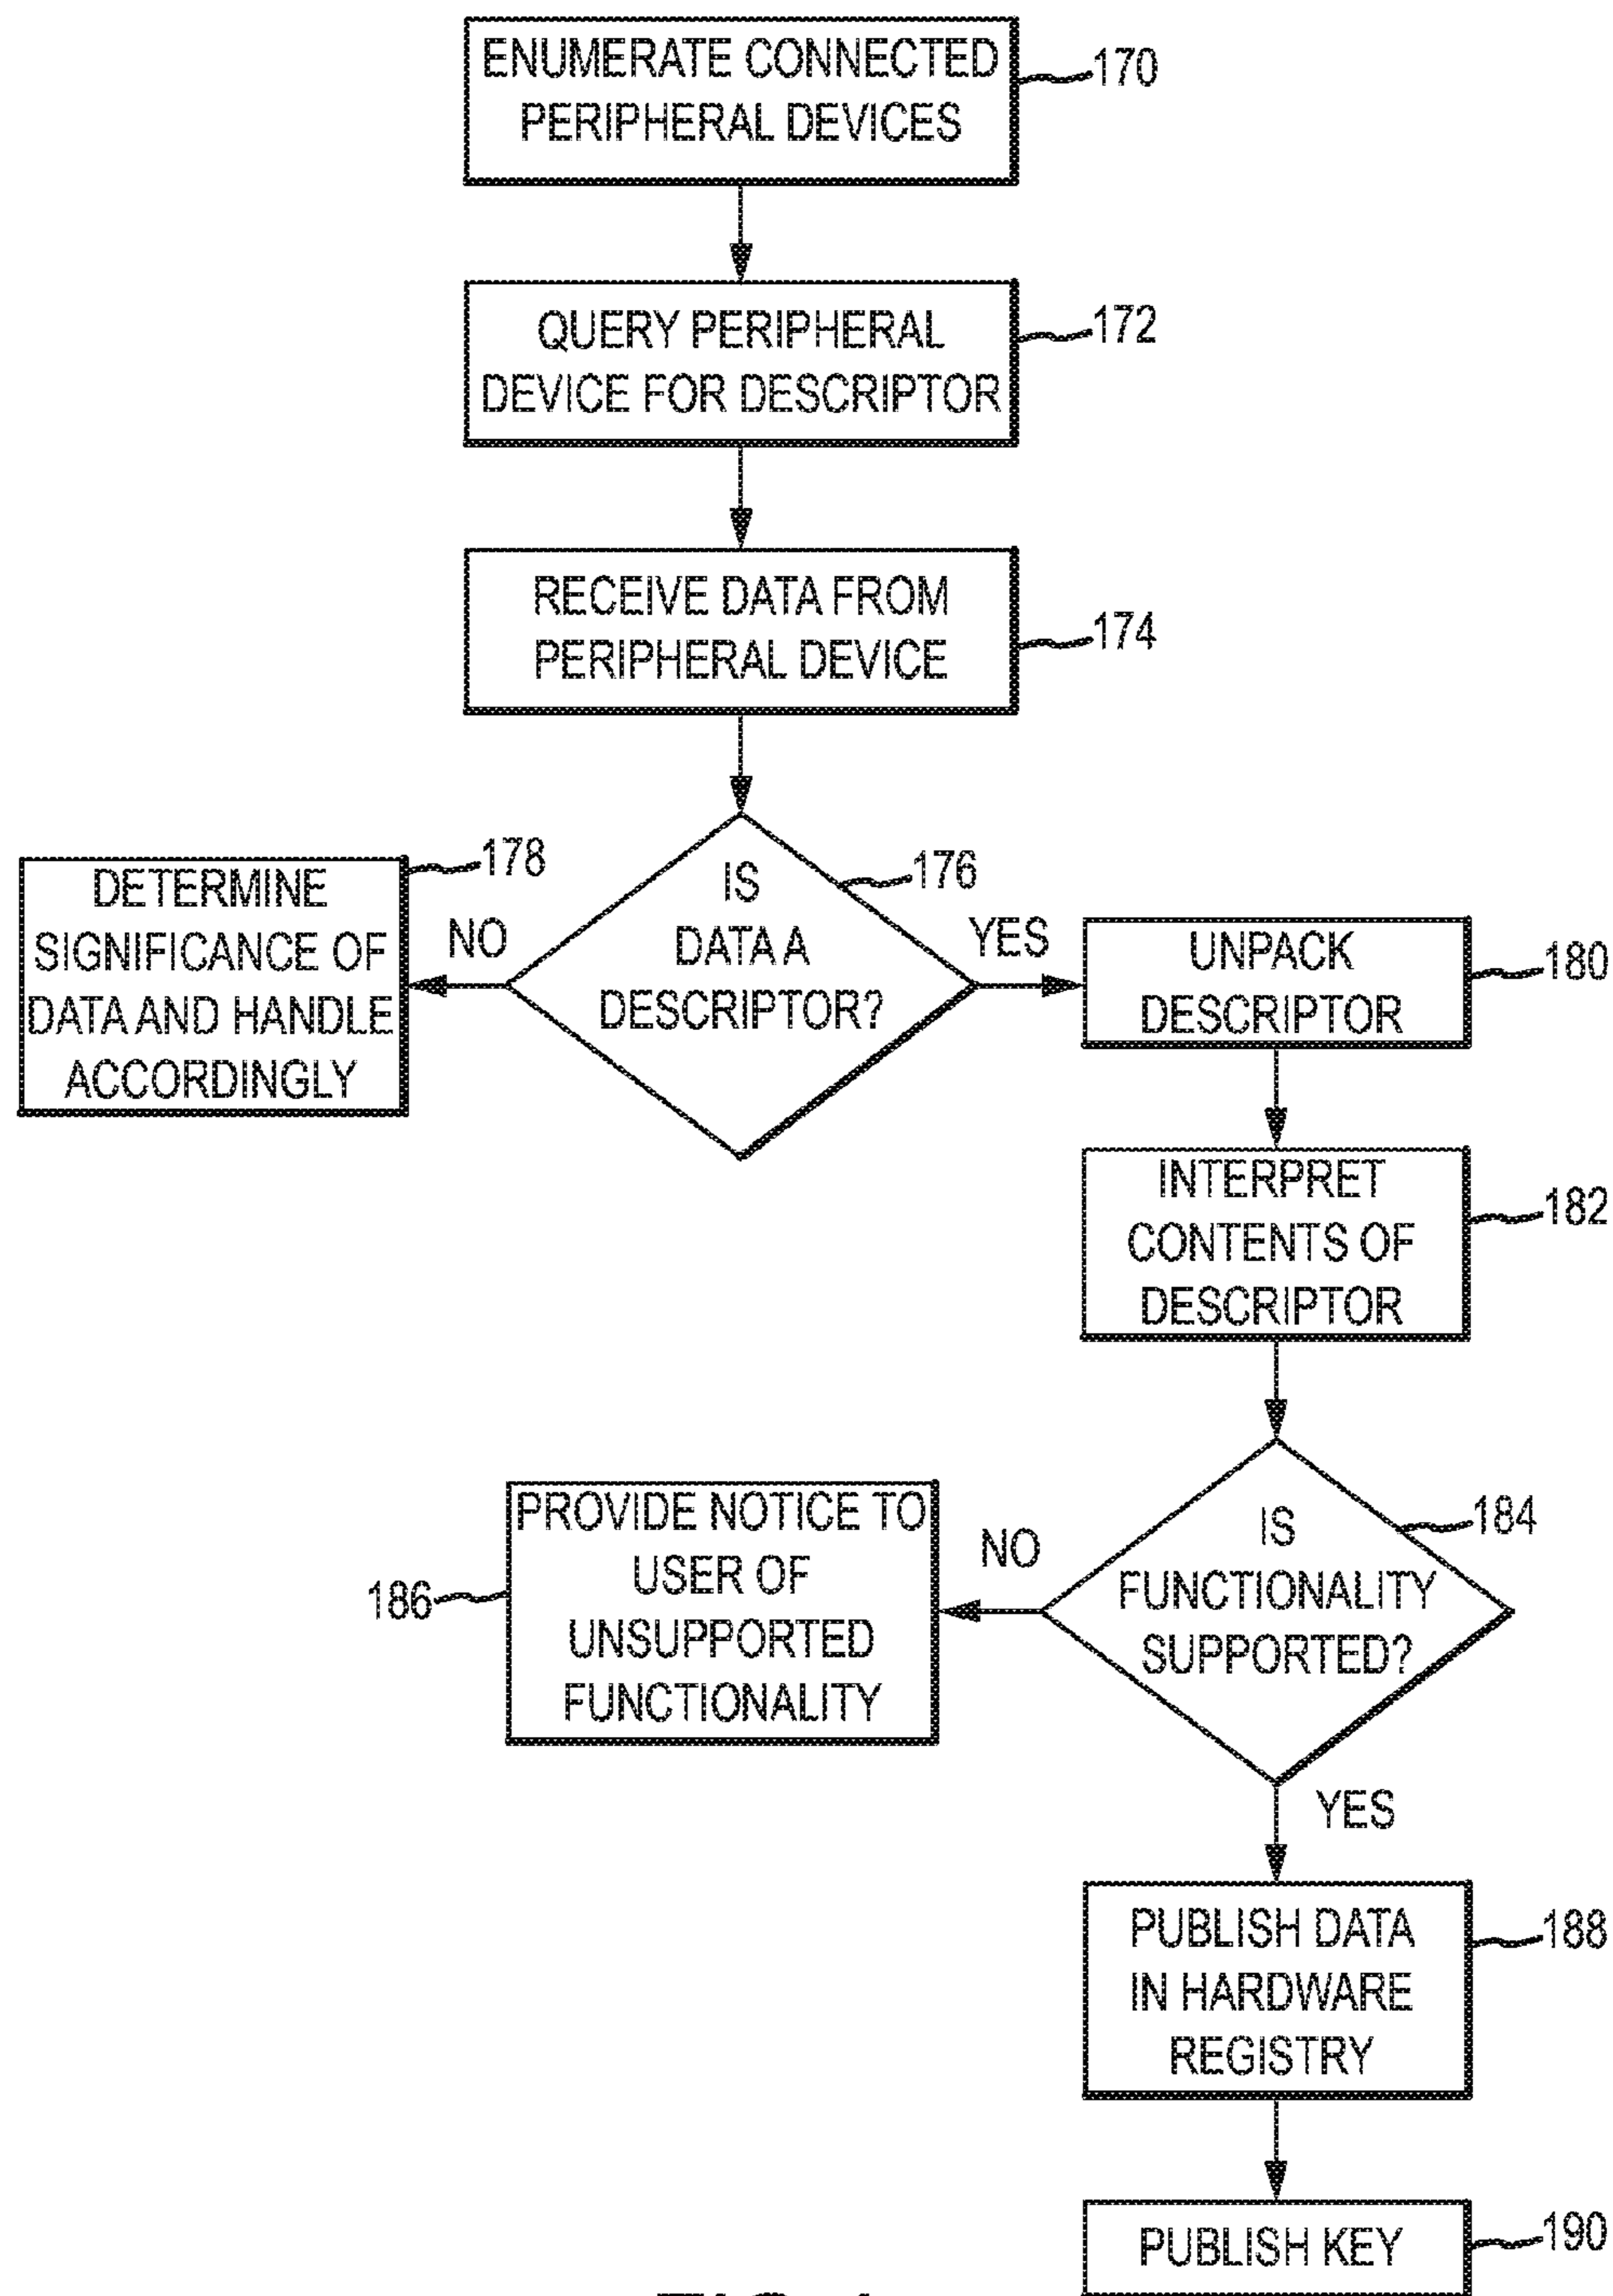 ENUMERATE CONNECTED
PERIPHERAL DEVICES
170
QUERY PERIPHERAL
DEVICE FOR DESCRIPTOR
172
RECEIVE DATA FROM
PERIPHERAL DEVICE
174
IS
DATA A
DESCRIPTOR?
176
NO
YES
DETERMINE
SIGNIFICANCE OF
DATA AND HANDLE
ACCORDINGLY
178
UNPACK
DESCRIPTOR
180
INTERPRET
CONTENTS OF
DESCRIPTOR
182
IS
FUNCTIONALITY
SUPPORTED?
184
NO
YES
PROVIDE NOTICE TO
USER OF
UNSUPPORTED
FUNCTIONALITY
186
PUBLISH DATA
IN HARDWARE
REGISTRY
188
PUBLISH KEY
190